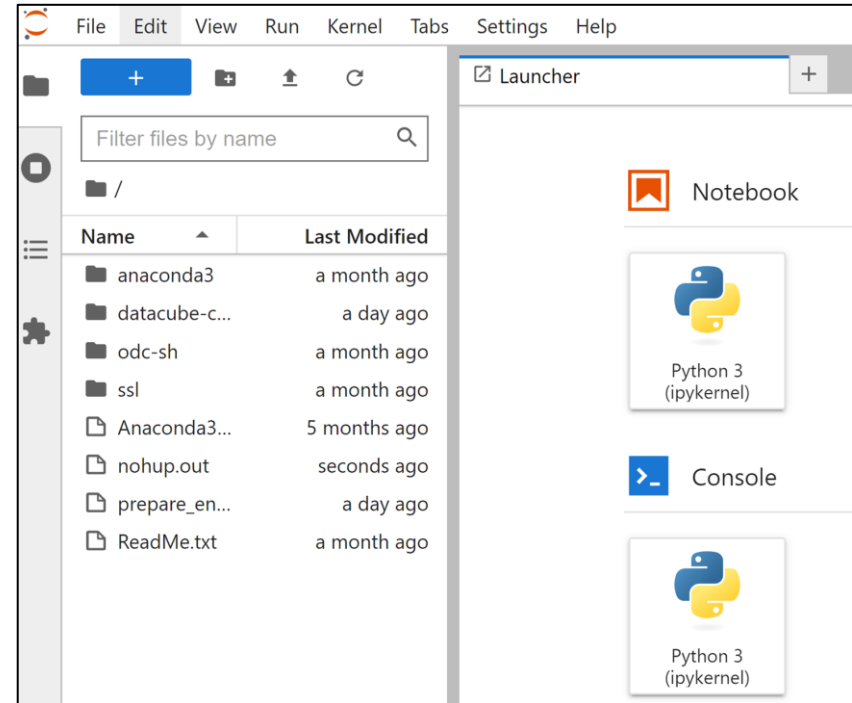 File Edit View Run Kernel Tabs Settings Help
+
Launcher
+
Filter files by name
/
Name Last Modified
anaconda3 a month ago
datacube-c... a day ago
odc-sh a month ago
ssl a month ago
Anaconda3... 5 months ago
nohup.out seconds ago
prepare_en... a day ago
ReadMe.txt a month ago
Notebook
Python 3
(ipykernel)
>_ Console
Python 3
(ipykernel)